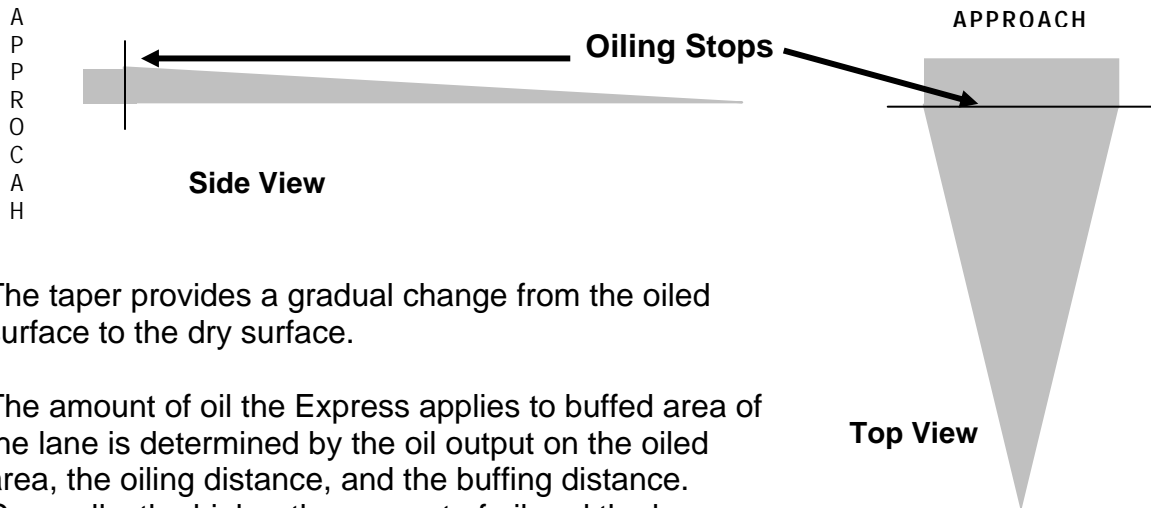 APPROCAH
Oiling Stops
APPROACH
Side View
The taper provides a gradual change from the oiled
surface to the dry surface.
The amount of oil the Express applies to buffed area of
the lane is determined by the oil output on the oiled
area, the oiling distance, and the buffing distance.
Top View